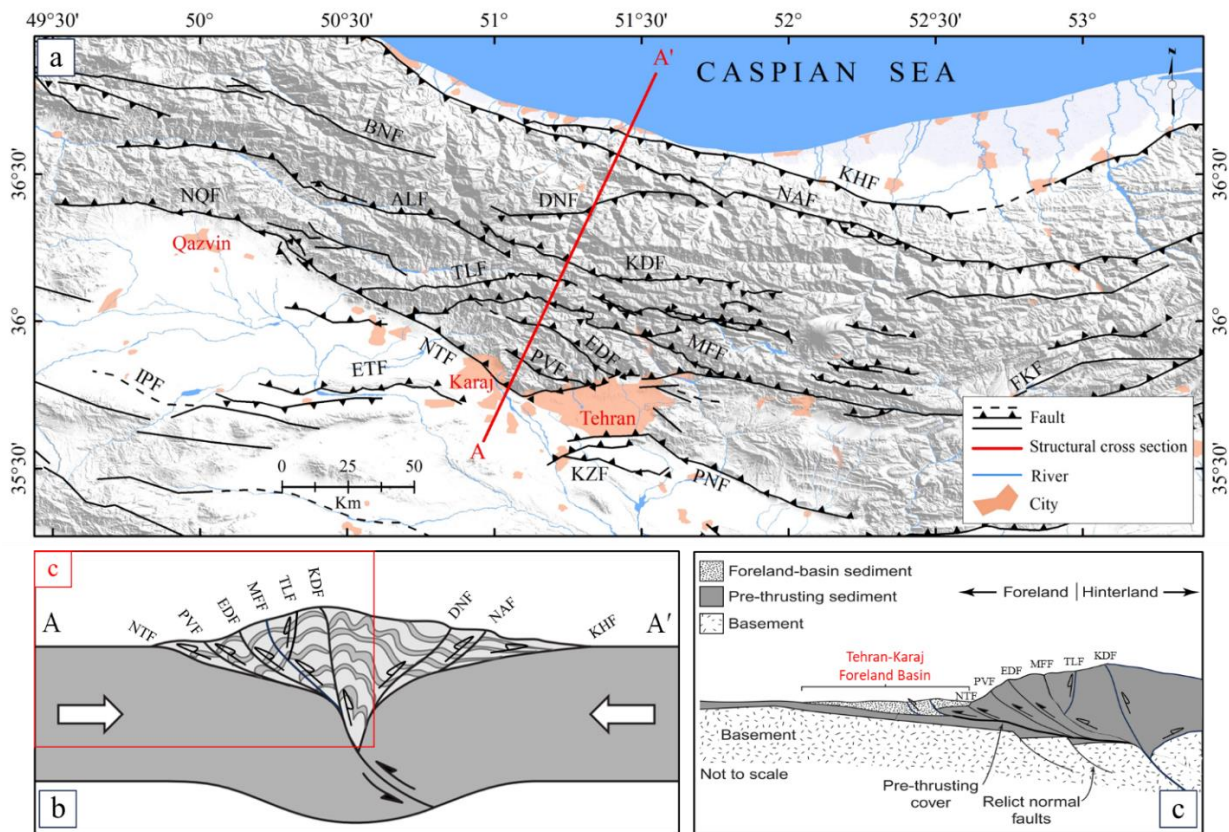 49°30' 50° 50°30' 51° 51°30' 52° 52°30' 53°
a
A'
CASPIAN SEA
N
BNF
36°30'
36°30'
KHF
NQF
ALF
DNF
NAF
Qazvin
TLF
KDF
36°
36°
NTF
EDF
MFF
PVF
ETF
Karaj
IPF
FKF
Tehran
Fault
Structural cross section
River
City
A
35°30'
35°30'
0 25 50
Km
KZF
PNF
c
A
NTF
PVF
EDF
MFF
TLF
KDF
DNF
NAF
KHF
A'
b
Foreland-basin sediment
Pre-thrusting sediment
Basement
Foreland
Hinterland
Tehran-Karaj
Foreland Basin
NTF
PVF
EDF
MFF
TLF
KDF
Basement
Not to scale
Pre-thrusting
cover
Relict normal
faults
c